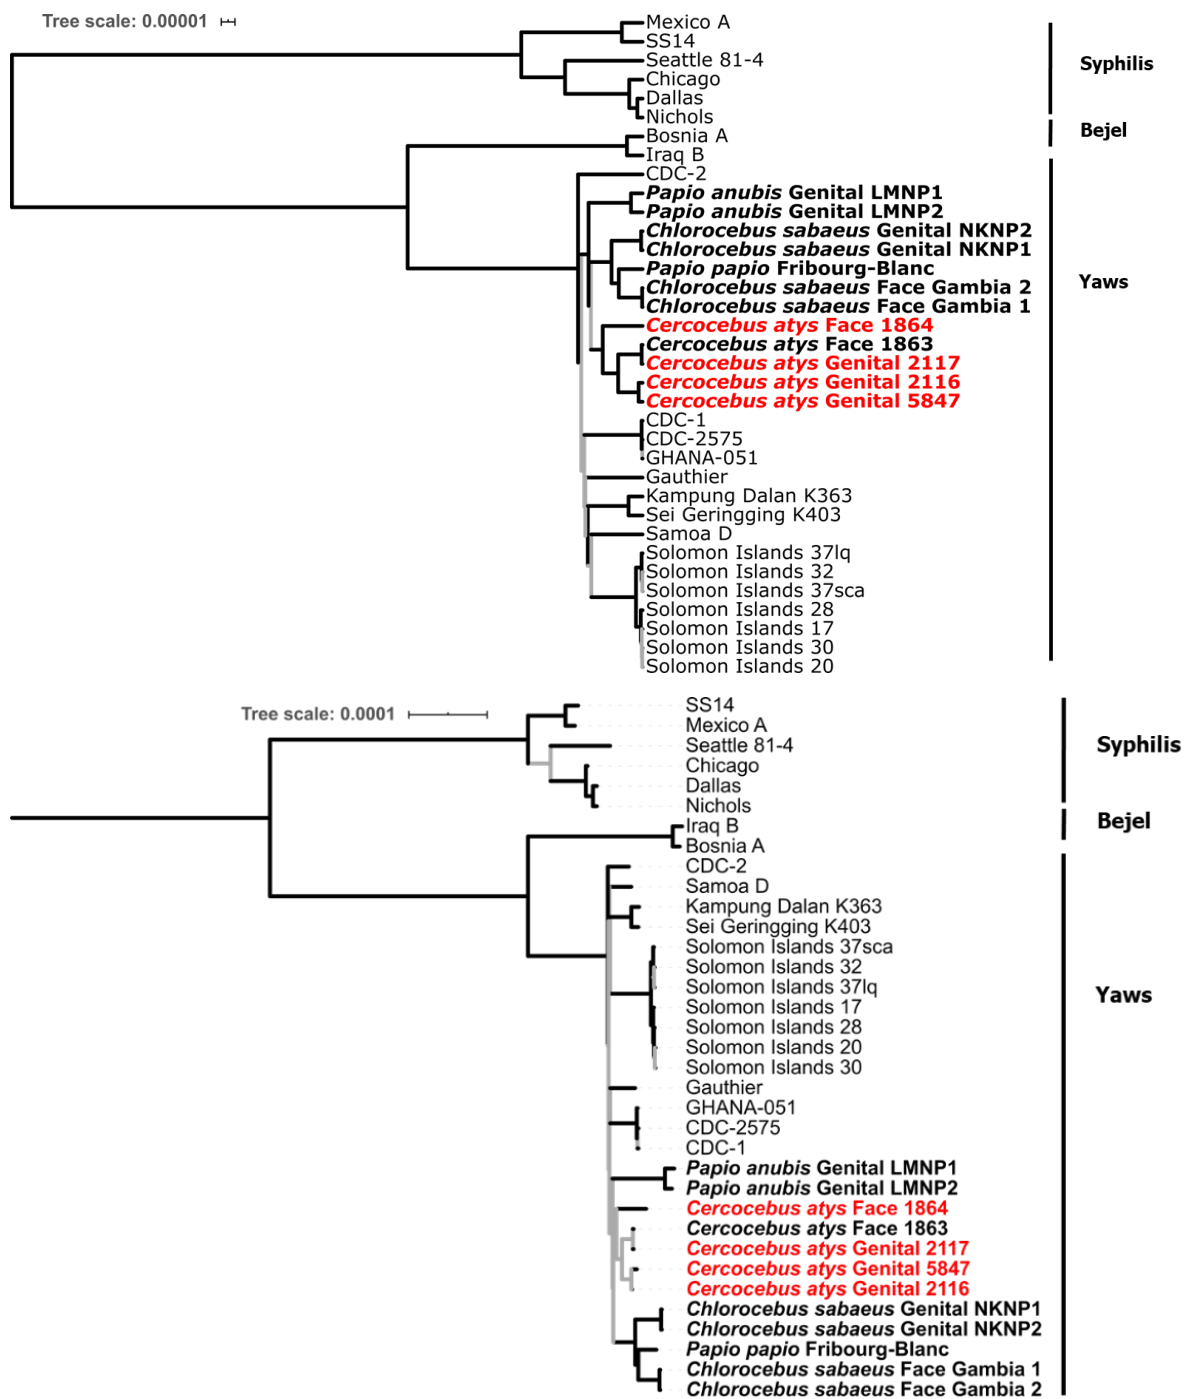 Tree scale: 0.00001
Mexico A
SS14
Seattle 81-4
Chicago
Dallas
Nichols
Syphilis
Bosnia A
Iraq B
Bejel
CDC-2
Papio anubis Genital LMNP1
Papio anubis Genital LMNP2
Chlorocebus sabaeus Genital NKNP2
Chlorocebus sabaeus Genital NKNP1
Papio papio Fribourg-Blanc
Chlorocebus sabaeus Face Gambia 2
Chlorocebus sabaeus Face Gambia 1
Cercocebus atys Face 1864
Cercocebus atys Face 1863
Cercocebus atys Genital 2117
Cercocebus atys Genital 2116
Cercocebus atys Genital 5847
CDC-1
CDC-2575
GHANA-051
Gauthier
Kampung Dalan K363
Sei Geringging K403
Samoa D
Solomon Islands 37lq
Solomon Islands 32
Solomon Islands 37sca
Solomon Islands 28
Solomon Islands 17
Solomon Islands 30
Solomon Islands 20
Yaws
Tree scale: 0.0001
SS14
Mexico A
Seattle 81-4
Chicago
Dallas
Nichols
Syphilis
Iraq B
Bosnia A
Bejel
CDC-2
Samoa D
Kampung Dalan K363
Sei Geringging K403
Solomon Islands 37sca
Solomon Islands 32
Solomon Islands 37lq
Solomon Islands 17
Solomon Islands 28
Solomon Islands 20
Solomon Islands 30
Gauthier
GHANA-051
CDC-2575
CDC-1
Papio anubis Genital LMNP1
Papio anubis Genital LMNP2
Cercocebus atys Face 1864
Cercocebus atys Face 1863
Cercocebus atys Genital 2117
Cercocebus atys Genital 5847
Cercocebus atys Genital 2116
Chlorocebus sabaeus Genital NKNP1
Chlorocebus sabaeus Genital NKNP2
Papio papio Fribourg-Blanc
Chlorocebus sabaeus Face Gambia 1
Chlorocebus sabaeus Face Gambia 2
Yaws